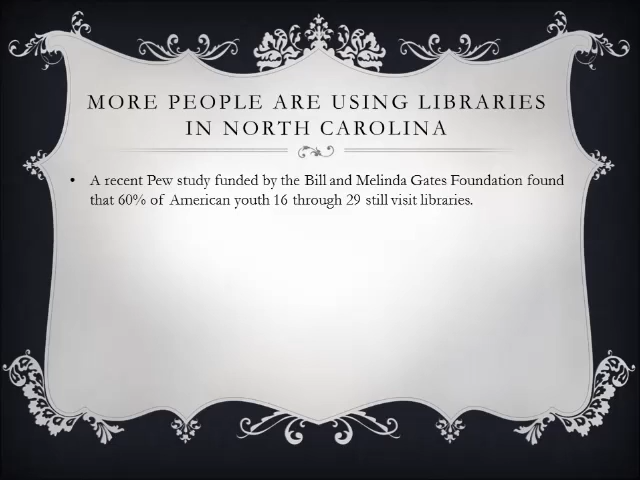 MORE PEOPLE ARE USING LIBRARIES
IN NORTH CAROLINA
• A recent Pew study funded by the Bill and Melinda Gates Foundation found
that 60% of American youth 16 through 29 still visit libraries.